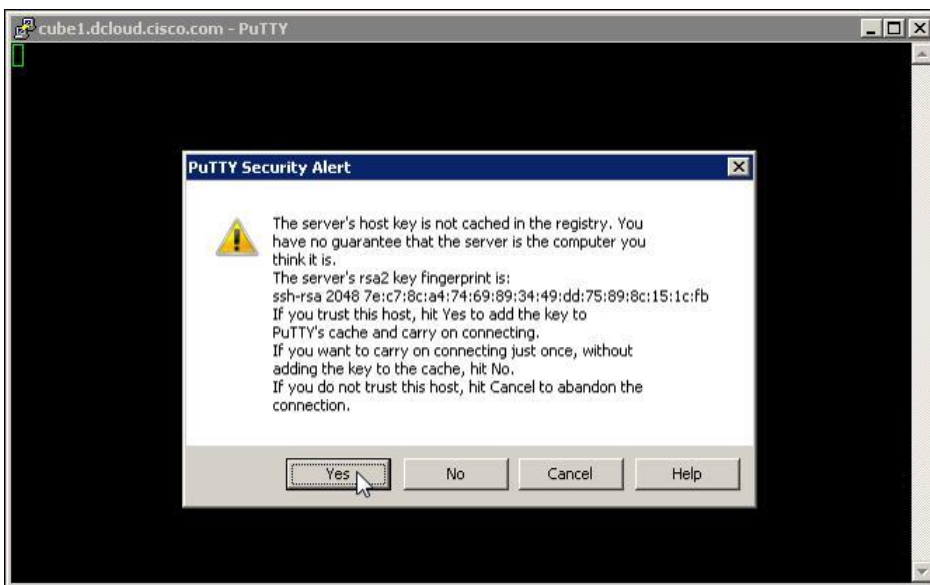 cube1.dcloud.cisco.com - PuTTY
PuTTY Security Alert
The server's host key is not cached in the registry. You
have no guarantee that the server is the computer you
think it is.
The server's rsa2 key fingerprint is:
ssh-rsa 2048 7e:c7:8c:a4:74:69:89:34:49:dd:75:89:8c:15:1c:fb
If you trust this host, hit Yes to add the key to
PuTTY's cache and carry on connecting.
If you want to carry on connecting just once, without
adding the key to the cache, hit No.
If you do not trust this host, hit Cancel to abandon the
connection.
Yes No Cancel Help